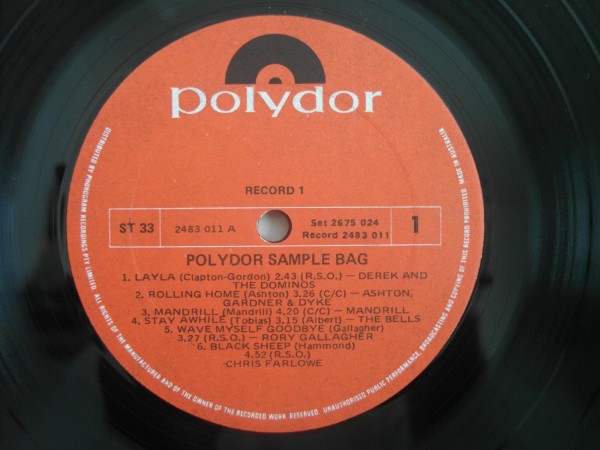 polydor
RECORD 1
ST 33
2483 011 A
Set 2675 024
Record 2483 011
1
POLYDOR SAMPLE BAG
1. LAYLA (Clapton-Gordon) 2.43 (R.S.O.) — DEREK AND
THE DOMINOS
2. ROLLING HOME (Ashton) 3.26 (C/C) — ASHTON,
GARDNER & DYKE
3. MANDRILL (Mandrill) 4.20 (C/C) — MANDRILL
4. STAY AWHILE (Tobias) 3.15 (Albert) — THE BELLS
5. WAVE MYSELF GOODBYE (Gallagher)
3.27 (R.S.O.) — RORY GALLAGHER
6. BLACK SHEEP (Hammond)
4.52 (R.S.O.)
-CHRIS FARLOWE
DISTRIBUTED BY PHONOGRAM RECORDINGS PTY LIMITED. ALL RIGHTS OF THE MANUFACTURER AND OF THE OWNER OF THE RECORDED WORK RESERVED. UNAUTHORISED PUBLIC PERFORMANCE, BROADCASTING AND COPYING OF THIS RECORD PROHIBITED. MADE IN AUSTRALIA